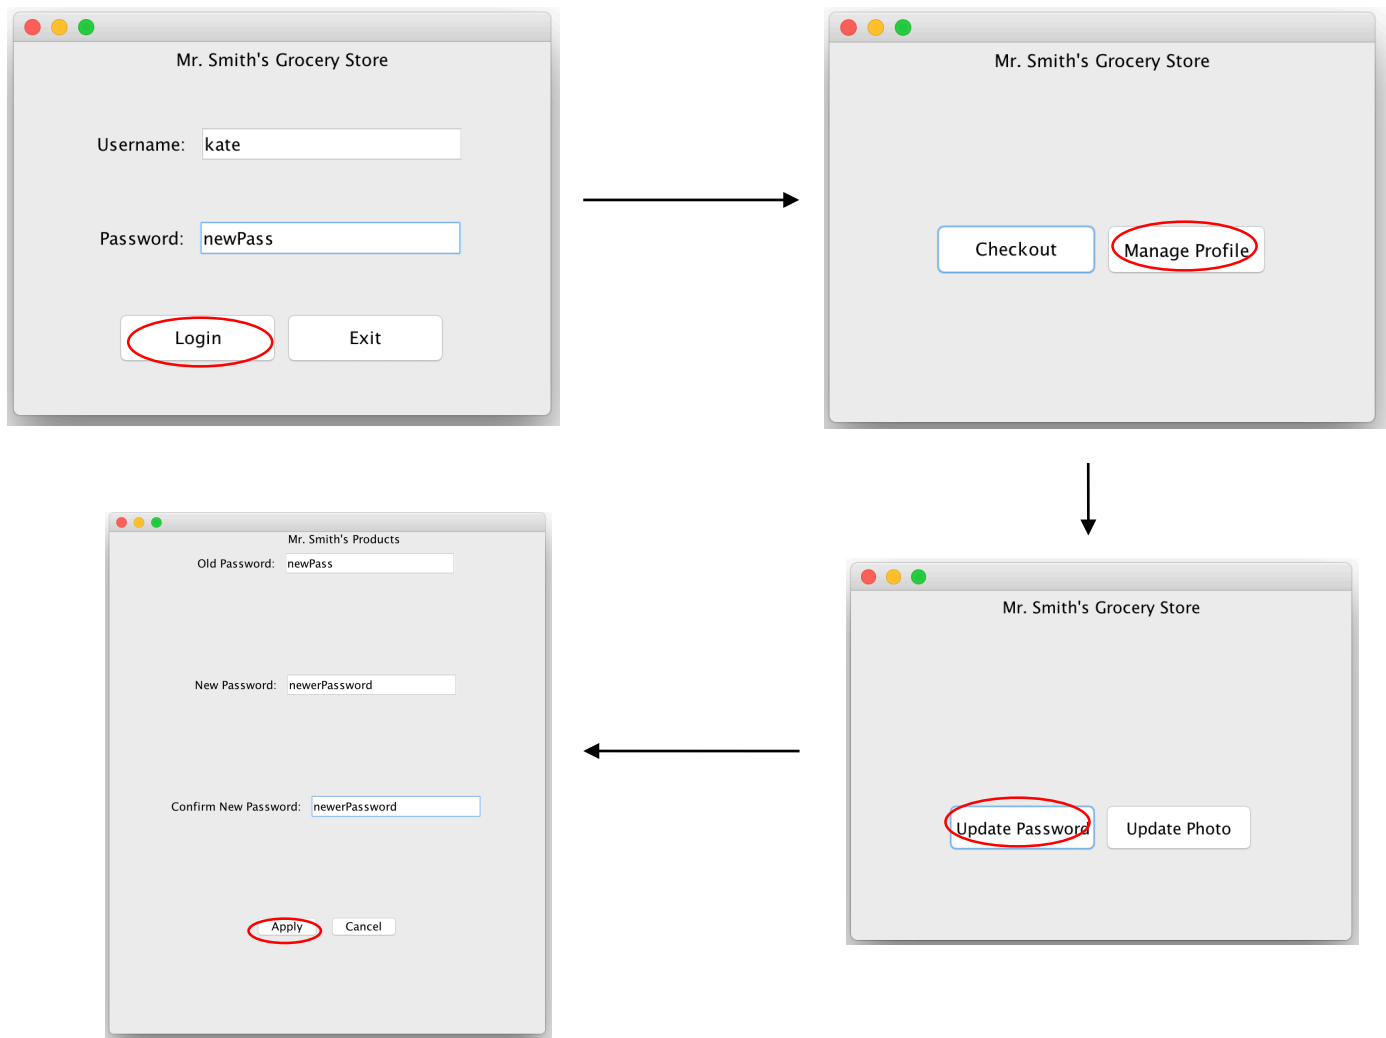 Mr. Smith's Grocery Store
Username: kate
Password: newPass
Login Exit
Mr. Smith's Grocery Store
Checkout Manage Profile
Mr. Smith's Grocery Store
Update Password Update Photo
Mr. Smith's Products
Old Password: newPass
New Password: newerPassword
Confirm New Password: newerPassword
Apply Cancel